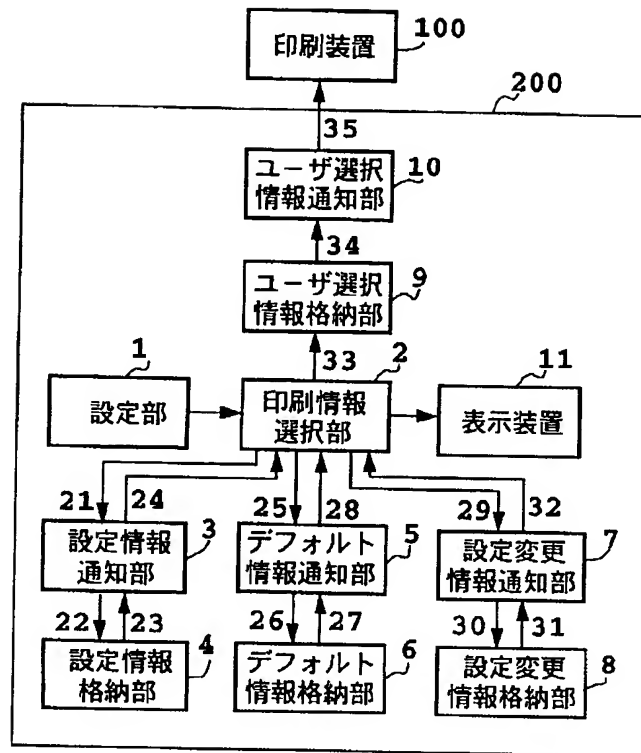 100
印刷装置
200
35
ユーザ選択
情報通知部
10
34
ユーザ選択
情報格納部
9
33
1
設定部
2
印刷情報
選択部
11
表示装置
21
24
25
28
29
32
設定情報
通知部
3
デフォルト
情報通知部
5
設定変更
情報通知部
7
22
23
26
27
30
31
設定情報
格納部
4
デフォルト
情報格納部
6
設定変更
情報格納部
8